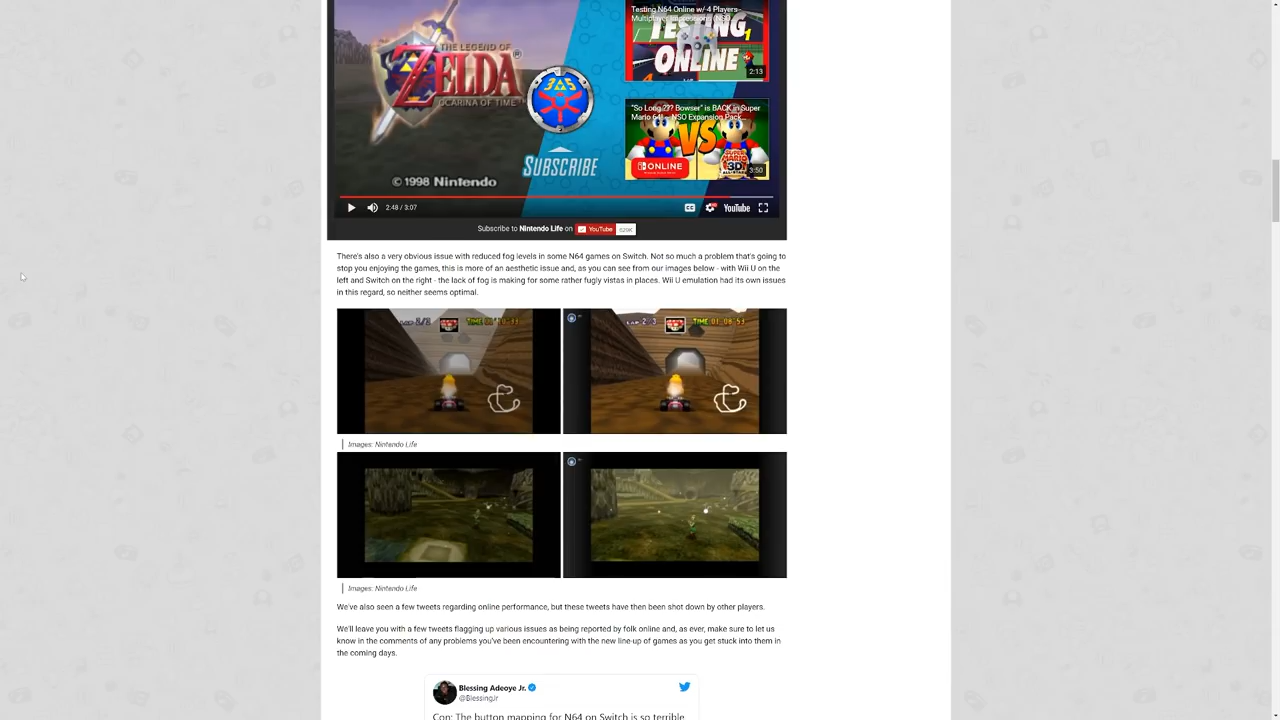 Testing N64 Online w/ 4 Players -
TESTING
1
ONLINE
4
2:13
THE LEGEND OF
ZELDA
OCARINA OF TIME
365
SUBSCRIBE
"So Long ??? Bowser" is BACK in Super
Mario 64! - NSO Expansion Pack...
VS
ONLINE
SUPER
MARIO
3D
3:50
© 1998 Nintendo
2:48 / 3:07
CC
YouTube
Subscribe to Nintendo Life on YouTube
There's also a very obvious issue with reduced fog levels in some N64 games on Switch. Not so much a problem that's going to
stop you enjoying the games, this is more of an aesthetic issue and, as you can see from our images below - with Wii U on the
left and Switch on the right - the lack of fog is making for some rather fugly vistas in places. Wii U emulation had its own issues
in this regard, so neither seems optimal.
TIME
TIME
Images: Nintendo Life
Images: Nintendo Life
We've also seen a few tweets regarding online performance, but these tweets have then been shot down by other players.
We'll leave you with a few tweets flagging up various issues as being reported by folk online and, as ever, make sure to let us
know in the comments of any problems you've been encountering with the new line-up of games as you get stuck into them in
the coming days.
Blessing Adeoye Jr.
@BlessingJr
Con: The button mapping for N64 on Switch is so terrible